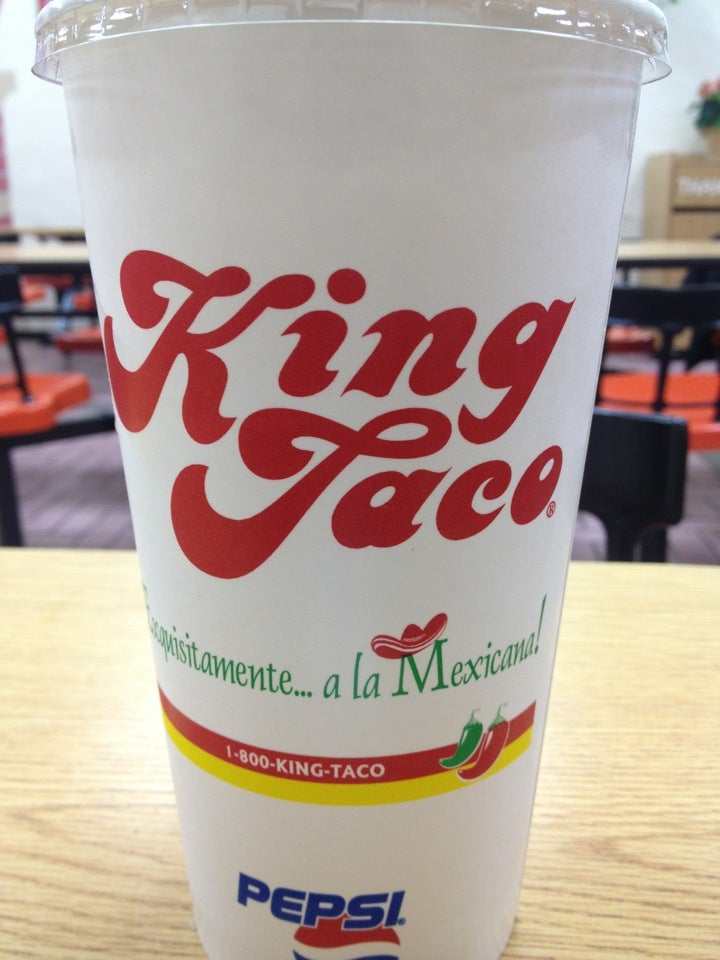 King
Taco®
Exquisitamente... a la Mexicana!
1-800-KING-TACO
PEPSI®